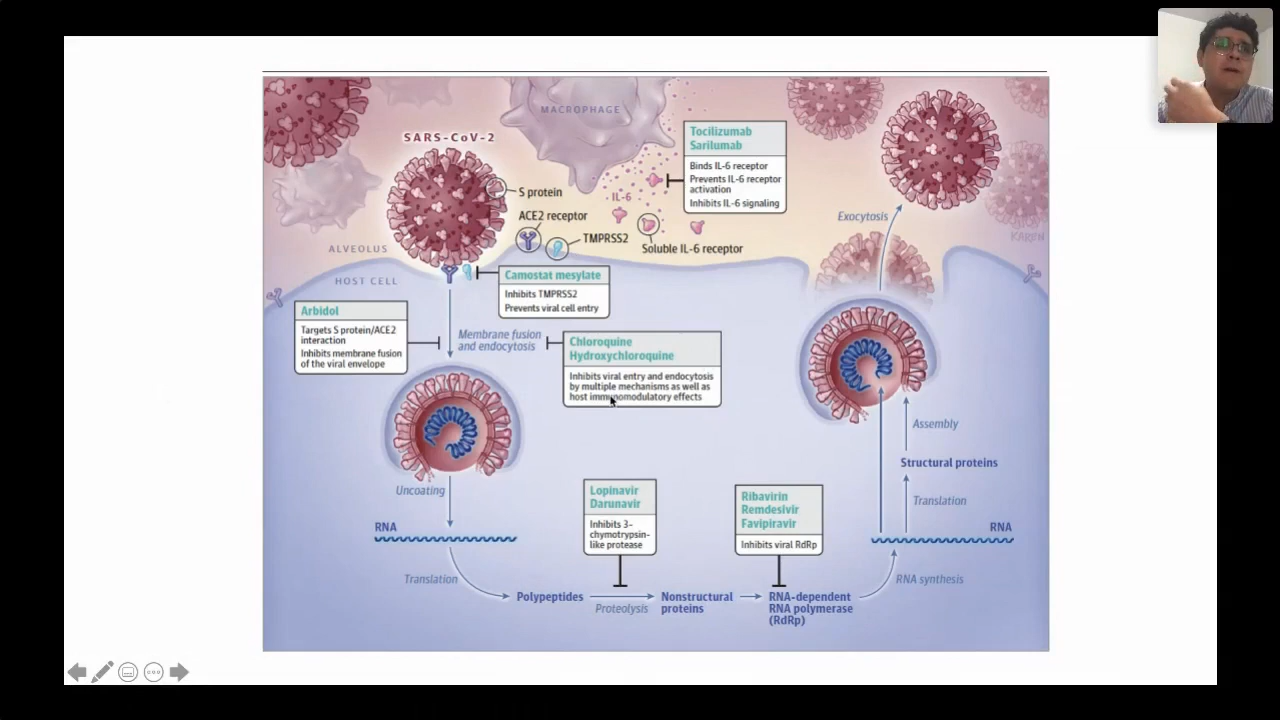 MACROPHAGE
SARS-CoV-2
Tocilizumab
Sarilumab
Binds IL-6 receptor
Prevents IL-6 receptor
activation
Inhibits IL-6 signaling
S protein
IL-6
ACE2 receptor
TMPRSS2
Soluble IL-6 receptor
Exocytosis
KAREN
ALVEOLUS
HOST CELL
Camostat mesylate
Inhibits TMPRSS2
Prevents viral cell entry
Arbidol
Targets S protein/ACE2
interaction
Inhibits membrane fusion
of the viral envelope
Membrane fusion
and endocytosis
Chloroquine
Hydroxychloroquine
Inhibits viral entry and endocytosis
by multiple mechanisms as well as
host immunomodulatory effects
Assembly
Structural proteins
Translation
Uncoating
RNA
Lopinavir
Darunavir
Inhibits 3-
chymotrypsin-
like protease
Ribavirin
Remdesivir
Favipiravir
Inhibits viral RdRp
RNA
Translation
Polypeptides
Proteolysis
Nonstructural
proteins
RNA-dependent
RNA polymerase
(RdRp)
RNA synthesis